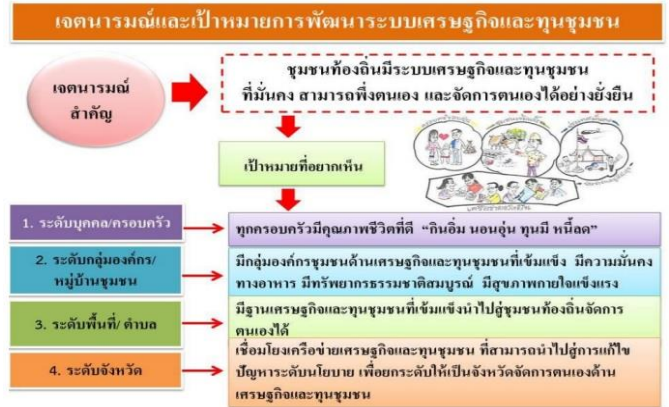 เจตนารมณ์และเป้าหมายการพัฒนาระบบเศรษฐกิจและทุนชุมชน
เจตนารมณ์
สำคัญ
ชุมชนท้องถิ่นมีระบบเศรษฐกิจและทุนชุมชน
ที่มั่นคง สามารถพึ่งตนเอง และจัดการตนเองได้อย่างยั่งยืน
เป้าหมายที่อยากเห็น
1. ระดับบุคคล/ครอบครัว
ทุกครอบครัวมีคุณภาพชีวิตที่ดี “กินอิ่ม นอนอุ่น ทุนมี หนี้ลด”
2. ระดับกลุ่มองค์กร/
หมู่บ้านชุมชน
มีกลุ่มองค์กรชุมชนด้านเศรษฐกิจและทุนชุมชนที่เข้มแข็ง มีความมั่นคง
ทางอาหาร มีทรัพยากรธรรมชาติสมบูรณ์ มีสุขภาพกายใจแข็งแรง
3. ระดับพื้นที่/ ตำบล
มีฐานเศรษฐกิจและทุนชุมชนที่เข้มแข็งนำไปสู่ชุมชนท้องถิ่นจัดการ
ตนเองได้
4. ระดับจังหวัด
เชื่อมโยงเครือข่ายเศรษฐกิจและทุนชุมชน ที่สามารถนำไปสู่การแก้ไข
ปัญหาระดับนโยบาย เพื่อยกระดับให้เป็นจังหวัดจัดการตนเองด้าน
เศรษฐกิจและทุนชุมชน